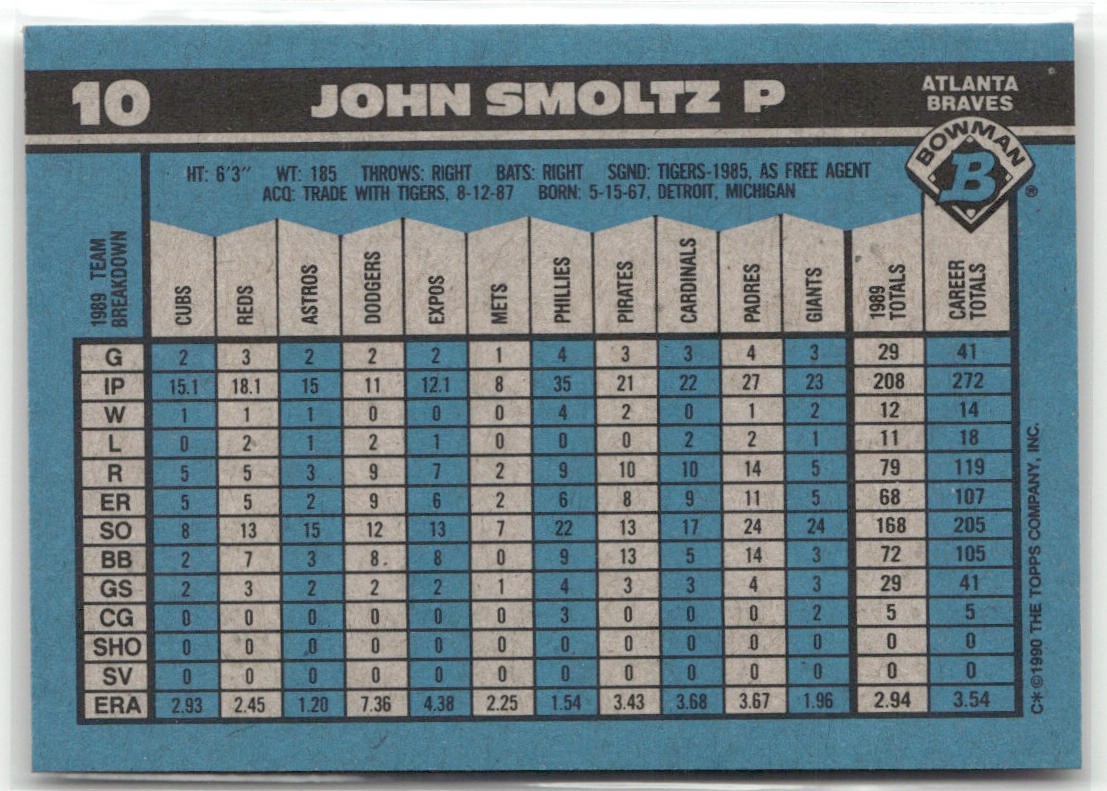 10 JOHN SMOLTZ P ATLANTA
BRAVES
BOWMAN
B
®
HT: 6'3" WT: 185 THROWS: RIGHT BATS: RIGHT SGND: TIGERS-1985, AS FREE AGENT
ACQ: TRADE WITH TIGERS, 8-12-87 BORN: 5-15-67, DETROIT, MICHIGAN
1989 TEAM
BREAKDOWN
CUBS REDS ASTROS DODGERS EXPOS METS PHILLIES PIRATES CARDINALS PADRES GIANTS 1989 TOTALS CAREER TOTALS
G 2 3 2 2 2 1 4 3 3 4 3 29 41
IP 15.1 18.1 15 11 12.1 8 35 21 22 27 23 208 272
W 1 1 1 0 0 0 4 2 0 1 2 12 14
L 0 2 1 2 1 0 0 0 2 2 1 11 18
R 5 5 3 9 7 2 9 10 10 14 5 79 119
ER 5 5 2 9 6 2 6 8 9 11 5 68 107
SO 8 13 15 12 13 7 22 13 17 24 24 168 205
BB 2 7 3 8 8 0 9 13 5 14 3 72 105
GS 2 3 2 2 2 1 4 3 3 4 3 29 41
CG 0 0 0 0 0 0 3 0 0 0 2 5 5
SHO 0 0 0 0 0 0 0 0 0 0 0 0 0
SV 0 0 0 0 0 0 0 0 0 0 0 0 0
ERA 2.93 2.45 1.20 7.36 4.38 2.25 1.54 3.43 3.68 3.67 1.96 2.94 3.54
C*©1990 THE TOPPS COMPANY, INC.